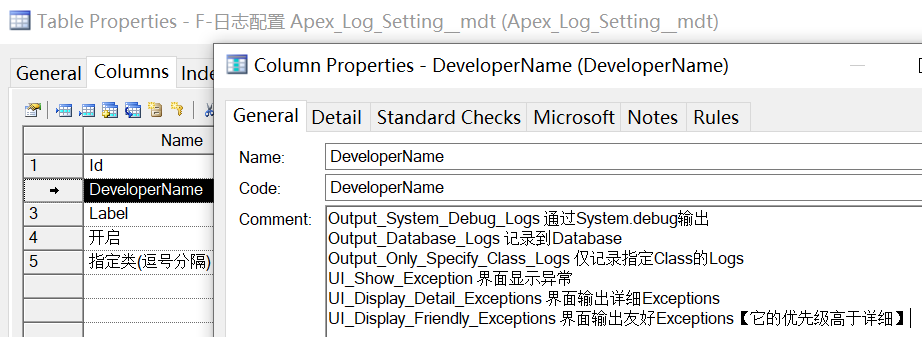 Table Properties - F-日志配置 Apex_Log_Setting__mdt (Apex_Log_Setting__mdt)
General Columns Inde
Name
1 Id
DeveloperName
3 Label
4 开启
5 指定类(逗号分隔)
Column Properties - DeveloperName (DeveloperName)
General Detail Standard Checks Microsoft Notes Rules
Name: DeveloperName
Code: DeveloperName
Comment: Output_System_Debug_Logs 通过System.debug输出
Output_Database_Logs 记录到Database
Output_Only_Specify_Class_Logs 仅记录指定Class的Logs
UI_Show_Exception 界面显示异常
UI_Display_Detail_Exceptions 界面输出详细Exceptions
UI_Display_Friendly_Exceptions 界面输出友好Exceptions【它的优先级高于详细】